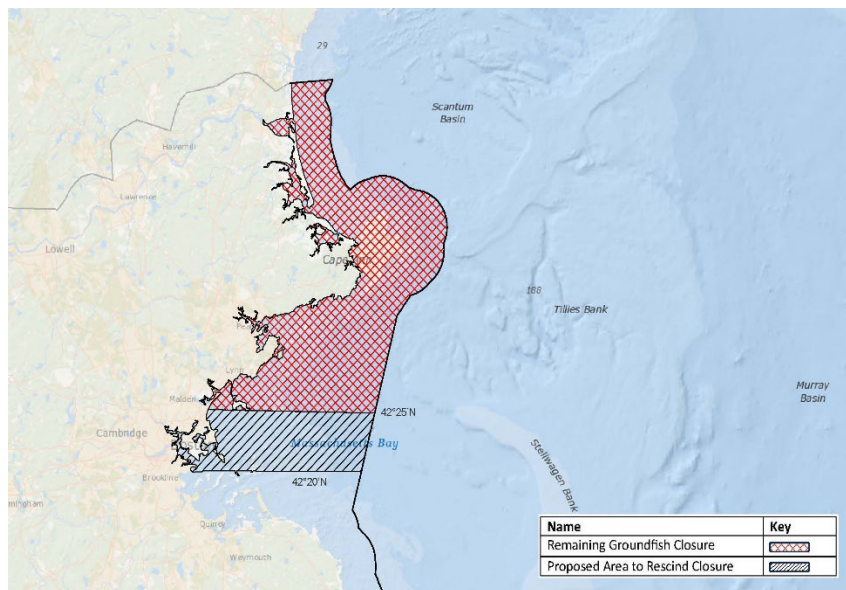 29
Scantum
Basin
Haverhill
Lawrence
Lowell
Cape
188
Tillies Bank
Lynn
Murray
Basin
Malden
42°25'N
Cambridge
Massachusetts Bay
Stellwagen Bank
Brookline
42°20'N
mingham
Quincy
Weymouth
Name Key
Remaining Groundfish Closure
Proposed Area to Rescind Closure